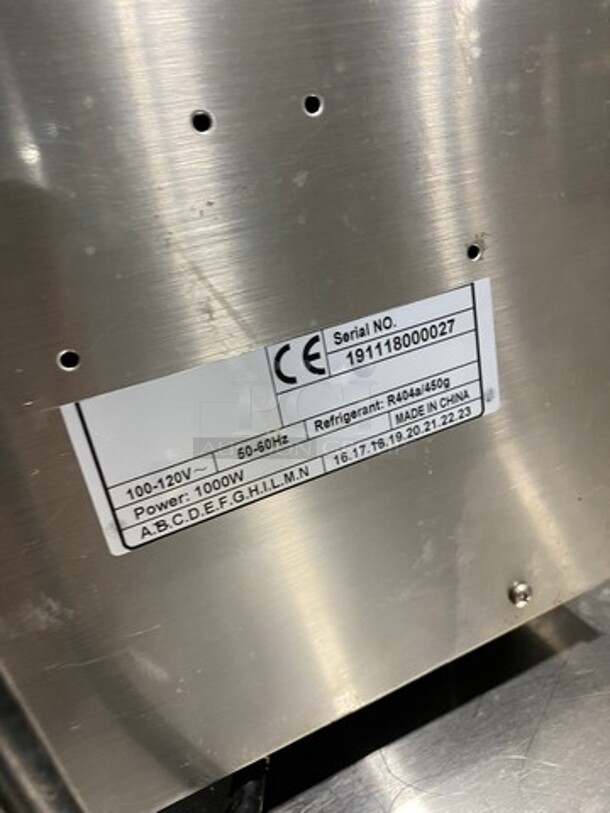 CE
Serial NO.
191118000027
100-120V~ 50-60Hz Refrigerant: R404a/450g
Power: 1000W MADE IN CHINA
A.B.C.D.E.F.G.H.I.L.M.N 16.17.18.19.20.21.22.23